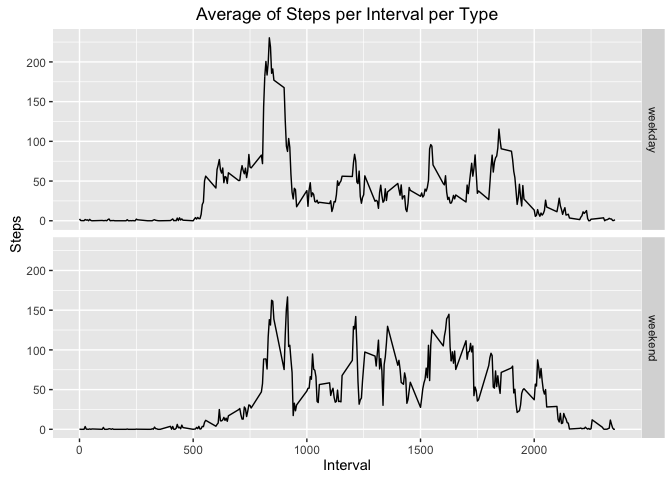 Average of Steps per Interval per Type
200
150
100
50
0
weekday
Steps
200
150
100
50
0
weekend
0 500 1000 1500 2000
Interval